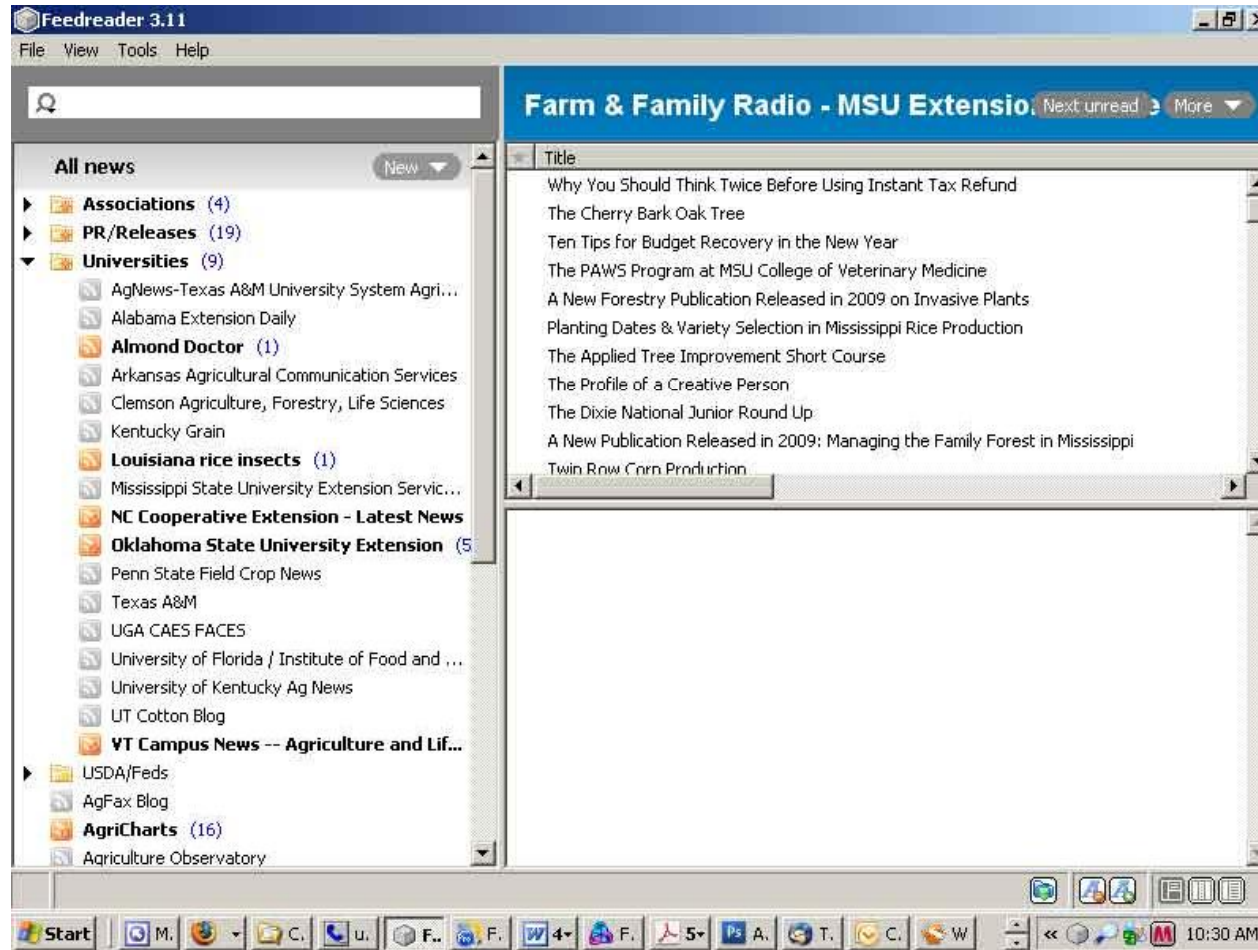 Feedreader 3.11
File View Tools Help
Farm & Family Radio - MSU Extensio
Next unread
e
More
All news
New
Associations (4)
PR/Releases (19)
Universities (9)
AgNews-Texas A&M University System Agri...
Alabama Extension Daily
Almond Doctor (1)
Arkansas Agricultural Communication Services
Clemson Agriculture, Forestry, Life Sciences
Kentucky Grain
Louisiana rice insects (1)
Mississippi State University Extension Servic...
NC Cooperative Extension - Latest News
Oklahoma State University Extension (5
Penn State Field Crop News
Texas A&M
UGA CAES FACES
University of Florida / Institute of Food and ...
University of Kentucky Ag News
UT Cotton Blog
VT Campus News -- Agriculture and Lif...
USDA/Feds
AgFax Blog
AgriCharts (16)
Agriculture Observatory
Title
Why You Should Think Twice Before Using Instant Tax Refund
The Cherry Bark Oak Tree
Ten Tips for Budget Recovery in the New Year
The PAWS Program at MSU College of Veterinary Medicine
A New Forestry Publication Released in 2009 on Invasive Plants
Planting Dates & Variety Selection in Mississippi Rice Production
The Applied Tree Improvement Short Course
The Profile of a Creative Person
The Dixie National Junior Round Up
A New Publication Released in 2009: Managing the Family Forest in Mississippi
Twin Row Corn Production
Start M. C. u. F.. F. 4 F. 5 A. T. C. W « 10:30 AM